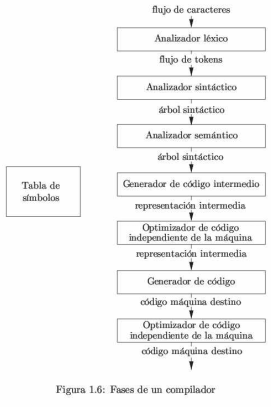 flujo de caracteres
Analizador léxico
flujo de tokens
Analizador sintáctico
árbol sintáctico
Analizador semántico
árbol sintáctico
Tabla de
símbolos
Generador de código intermedio
representación intermedia
Optimizador de código
independiente de la máquina
representación intermedia
Generador de código
código máquina destino
Optimizador de código
independiente de la máquina
código máquina destino
Figura 1.6: Fases de un compilador